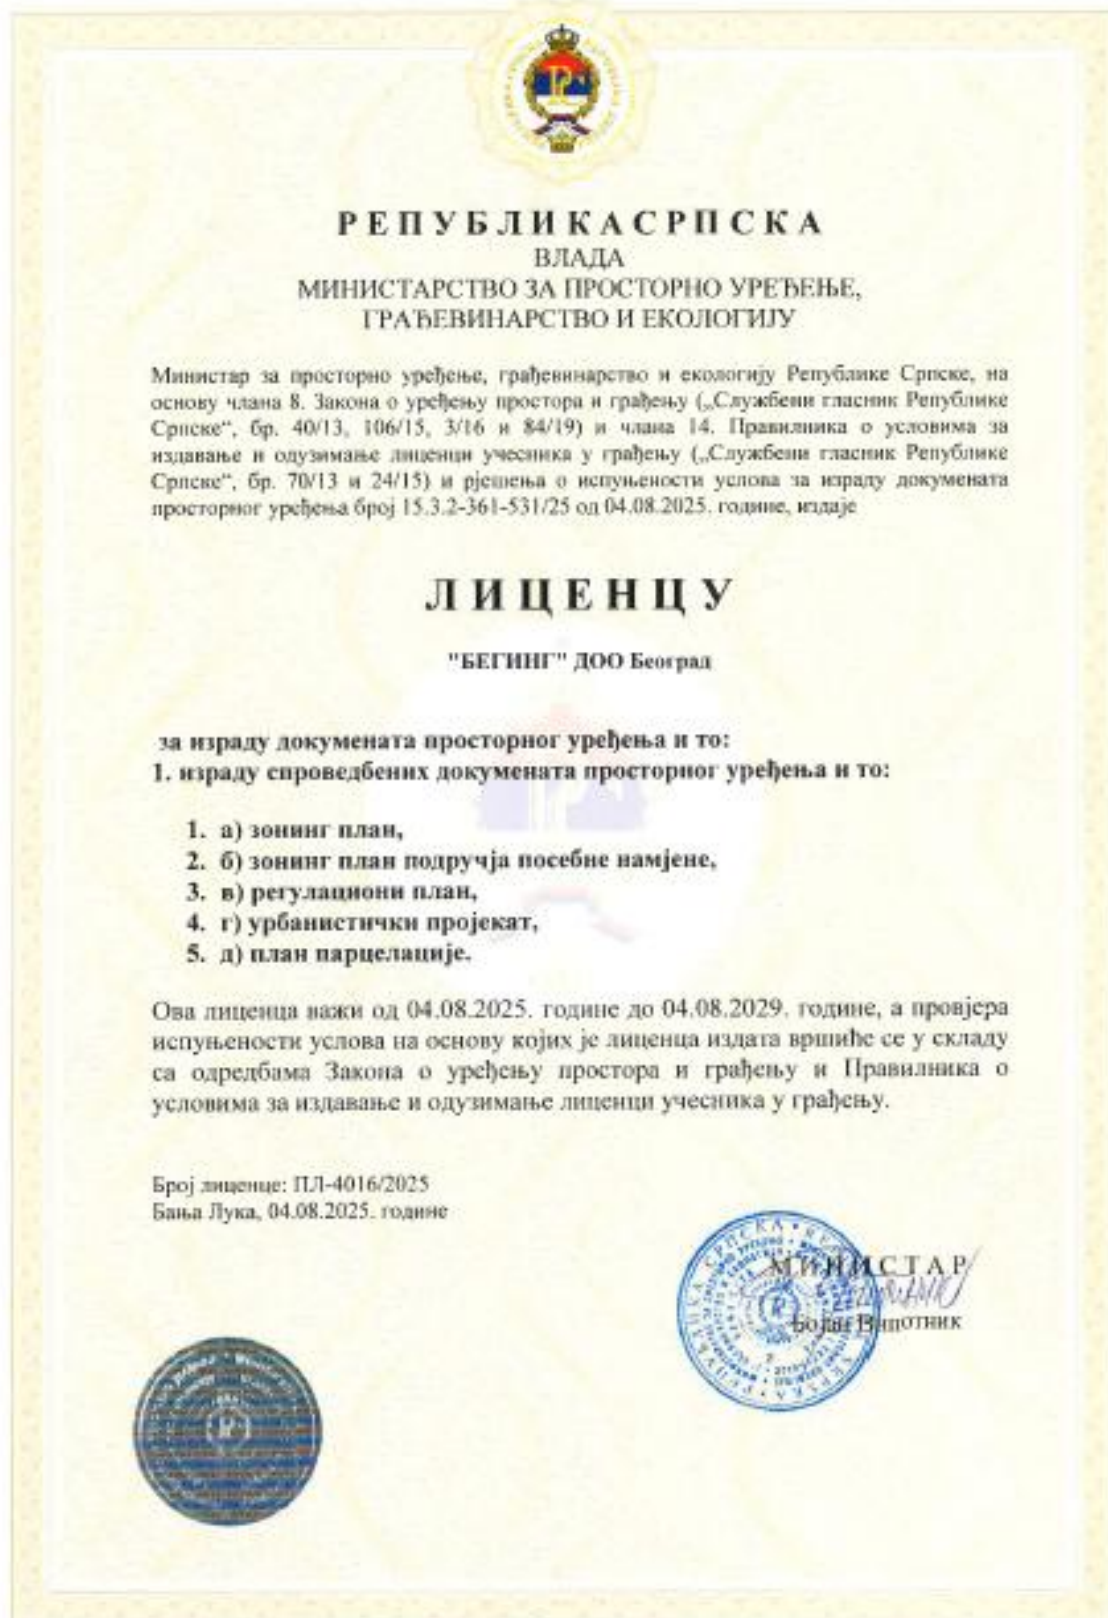 РЕПУБЛИКА СРПСКА
ВЛАДА
МИНИСТАРСТВО ЗА ПРОСТОРНО УРЕЂЕЊЕ,
ГРАЂЕВИНАРСТВО И ЕКОЛОГИЈУ
Министар за просторно уређење, грађевинарство и екологију Републике Српске, на
основу члана 8. Закона о уређењу простора и грађењу („Службени гласник Републике
Српске“, бр. 40/13, 106/15, 3/16 и 84/19) и члана 14. Правилника о условима за
издавање и одузимање лиценци учесника у грађењу („Службени гласник Републике
Српске“, бр. 70/13 и 24/15) и рјешења о испуњености услова за израду докумената
просторног уређења број 15.3.2-361-531/25 од 04.08.2025. године, издаје
ЛИЦЕНЦУ
"БЕГИНГ" ДОО Београд
за израду докумената просторног уређења и то:
1. израду спроведбених докумената просторног уређења и то:
1. а) зонинг план,
2. б) зонинг план подручја посебне намјене,
3. в) регулациони план,
4. г) урбанистички пројекат,
5. д) план парцелације.
Ова лиценца важи од 04.08.2025. године до 04.08.2029. године, а провјера
испуњености услова на основу којих је лиценца издата вршиће се у складу
са одредбама Закона о уређењу простора и грађењу и Правилника о
условима за издавање и одузимање лиценци учесника у грађењу.
Број лиценце: ПЛ-4016/2025
Бања Лука, 04.08.2025. године
МИНИСТАР
Бојан Випотник